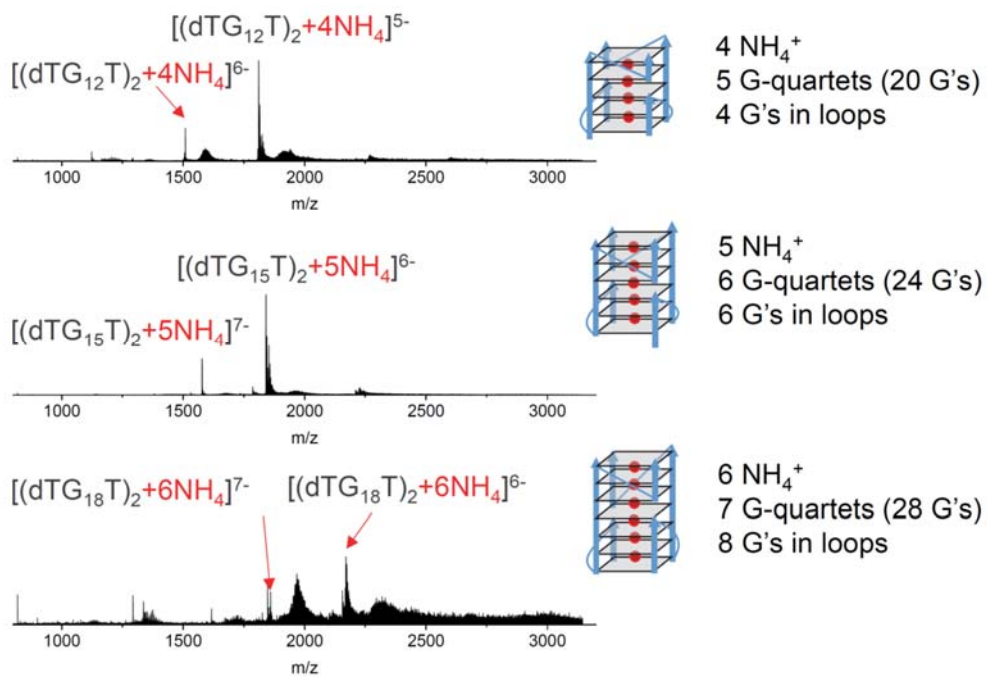 [(dTG₁₂T)₂+4NH₄]⁵⁻
[(dTG₁₂T)₂+4NH₄]⁶⁻
1000 1500 2000 2500 3000
m/z
4 NH₄⁺
5 G-quartets (20 G's)
4 G's in loops
[(dTG₁₅T)₂+5NH₄]⁶⁻
[(dTG₁₅T)₂+5NH₄]⁷⁻
1000 1500 2000 2500 3000
m/z
5 NH₄⁺
6 G-quartets (24 G's)
6 G's in loops
[(dTG₁₈T)₂+6NH₄]⁷⁻ [(dTG₁₈T)₂+6NH₄]⁶⁻
1000 1500 2000 2500 3000
m/z
6 NH₄⁺
7 G-quartets (28 G's)
8 G's in loops